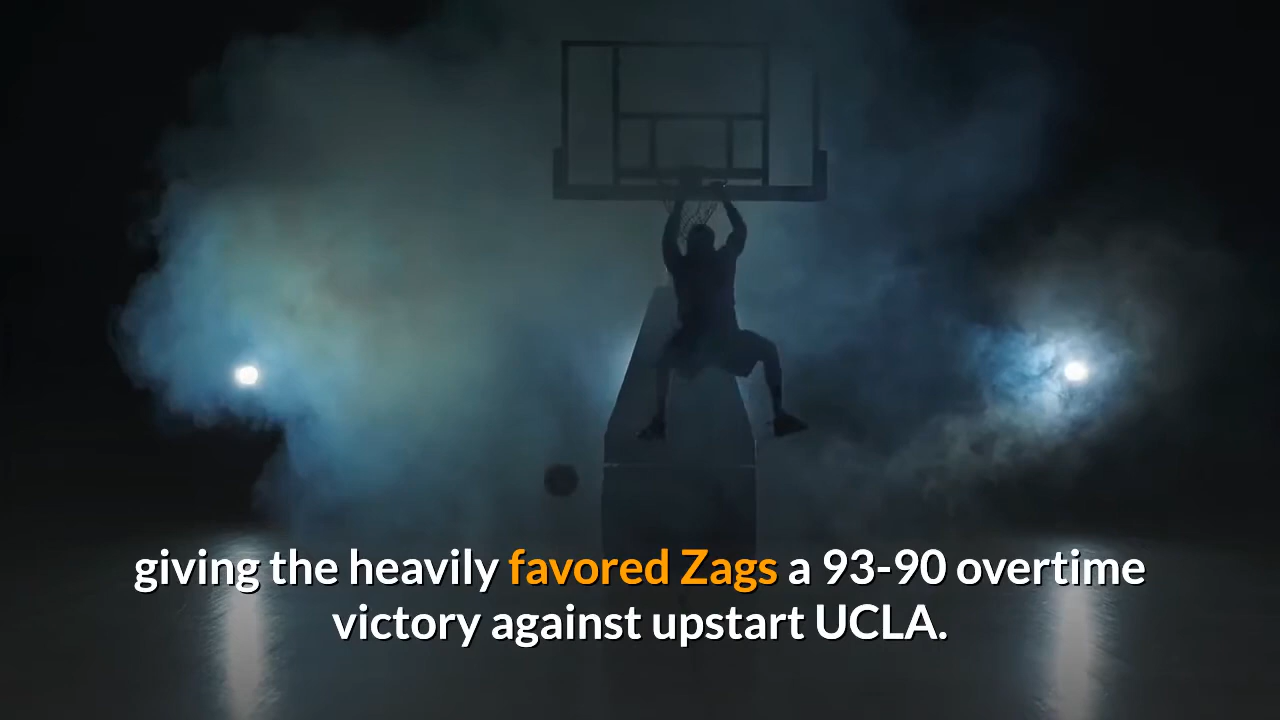 giving the heavily favored Zags a 93-90 overtime
victory against upstart UCLA.